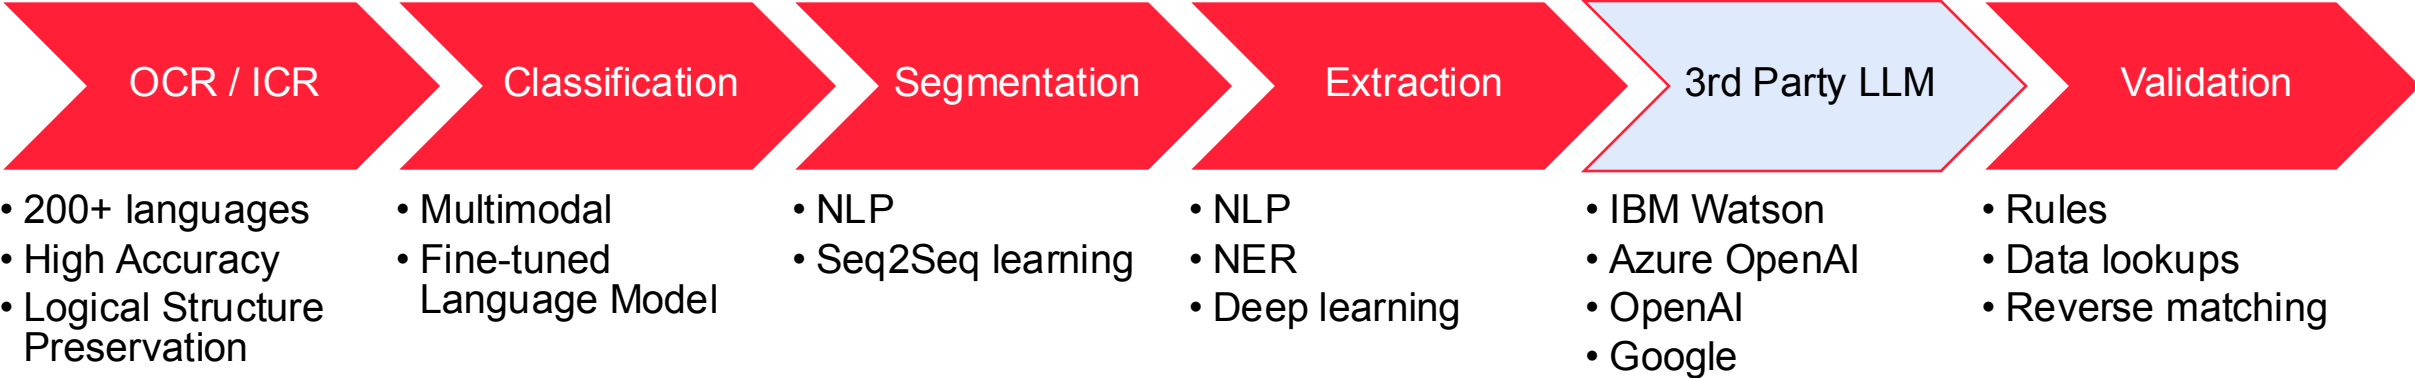 OCR / ICR
• 200+ languages
• High Accuracy
• Logical Structure
Preservation
Classification
• Multimodal
• Fine-tuned
Language Model
Segmentation
• NLP
• Seq2Seq learning
Extraction
• NLP
• NER
• Deep learning
3rd Party LLM
• IBM Watson
• Azure OpenAI
• OpenAI
• Google
Validation
• Rules
• Data lookups
• Reverse matching